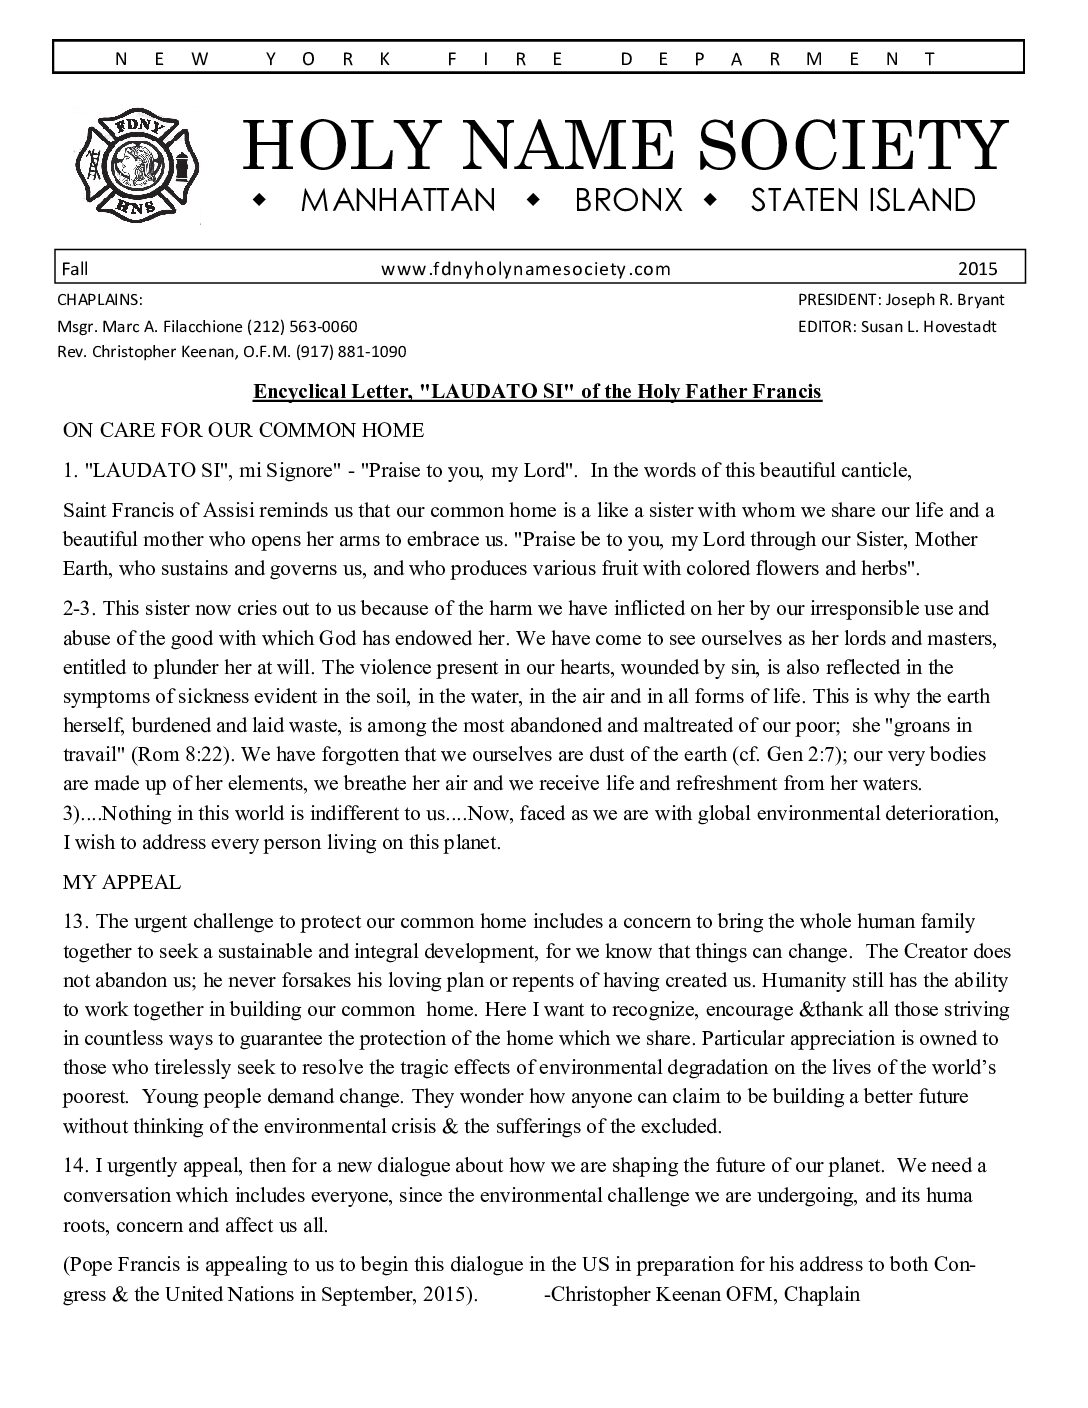 NEW YORK FIRE DEPARMENT
FDNY
HNS
HOLY NAME SOCIETY
◆ MANHATTAN ◆ BRONX ◆ STATEN ISLAND
Fall www.fdnyholynamesociety.com 2015
CHAPLAINS: PRESIDENT: Joseph R. Bryant
Msgr. Marc A. Filacchione (212) 563-0060 EDITOR: Susan L. Hovestadt
Rev. Christopher Keenan, O.F.M. (917) 881-1090
Encyclical Letter, "LAUDATO SI" of the Holy Father Francis
ON CARE FOR OUR COMMON HOME
1. "LAUDATO SI", mi Signore" - "Praise to you, my Lord". In the words of this beautiful canticle,
Saint Francis of Assisi reminds us that our common home is a like a sister with whom we share our life and a
beautiful mother who opens her arms to embrace us. "Praise be to you, my Lord through our Sister, Mother
Earth, who sustains and governs us, and who produces various fruit with colored flowers and herbs".
2-3. This sister now cries out to us because of the harm we have inflicted on her by our irresponsible use and
abuse of the good with which God has endowed her. We have come to see ourselves as her lords and masters,
entitled to plunder her at will. The violence present in our hearts, wounded by sin, is also reflected in the
symptoms of sickness evident in the soil, in the water, in the air and in all forms of life. This is why the earth
herself, burdened and laid waste, is among the most abandoned and maltreated of our poor; she "groans in
travail" (Rom 8:22). We have forgotten that we ourselves are dust of the earth (cf. Gen 2:7); our very bodies
are made up of her elements, we breathe her air and we receive life and refreshment from her waters.
3)....Nothing in this world is indifferent to us....Now, faced as we are with global environmental deterioration,
I wish to address every person living on this planet.
MY APPEAL
13. The urgent challenge to protect our common home includes a concern to bring the whole human family
together to seek a sustainable and integral development, for we know that things can change. The Creator does
not abandon us; he never forsakes his loving plan or repents of having created us. Humanity still has the ability
to work together in building our common home. Here I want to recognize, encourage &thank all those striving
in countless ways to guarantee the protection of the home which we share. Particular appreciation is owned to
those who tirelessly seek to resolve the tragic effects of environmental degradation on the lives of the world’s
poorest. Young people demand change. They wonder how anyone can claim to be building a better future
without thinking of the environmental crisis & the sufferings of the excluded.
14. I urgently appeal, then for a new dialogue about how we are shaping the future of our planet. We need a
conversation which includes everyone, since the environmental challenge we are undergoing, and its huma
roots, concern and affect us all.
(Pope Francis is appealing to us to begin this dialogue in the US in preparation for his address to both Con-
gress & the United Nations in September, 2015). -Christopher Keenan OFM, Chaplain